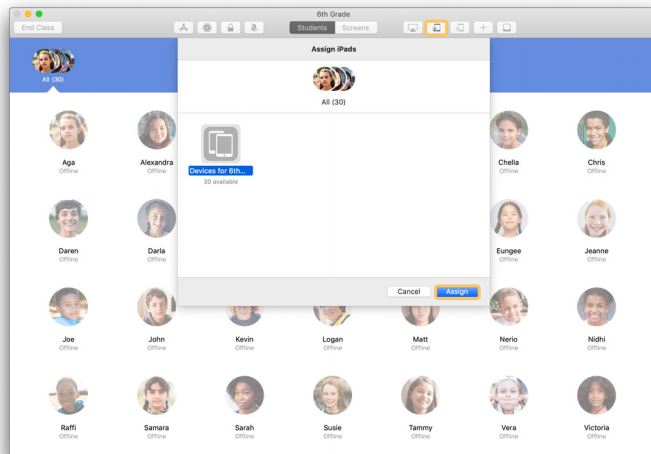 6th Grade
End Class
Students Screens
Assign iPads
All (30)
All (30)
Devices for 6th...
30 available
Aga Alexandra Chella Chris
Offline Offline Offline Offline
Daren Darla Eungee Jeanne
Offline Offline Offline Offline
Cancel Assign
Joe John Kevin Logan Matt Nerio Nidhi
Offline Offline Offline Offline Offline Offline Offline
Raffi Samara Sarah Susie Tammy Vera Victoria
Offline Offline Offline Offline Offline Offline Offline